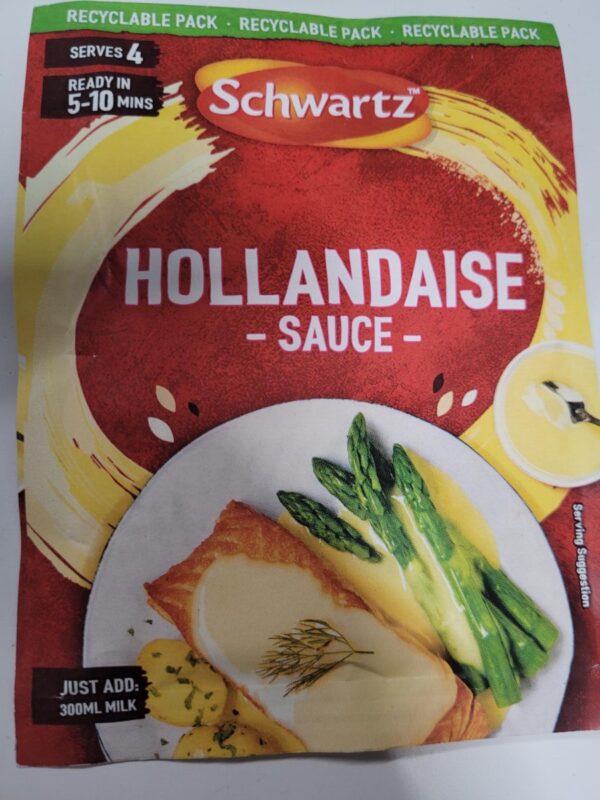 RECYCLABLE PACK · RECYCLABLE PACK · RECYCLABLE PACK
SERVES 4
READY IN
5-10 MINS
Schwartz™
HOLLANDAISE
- SAUCE -
Serving Suggestion
JUST ADD:
300ML MILK